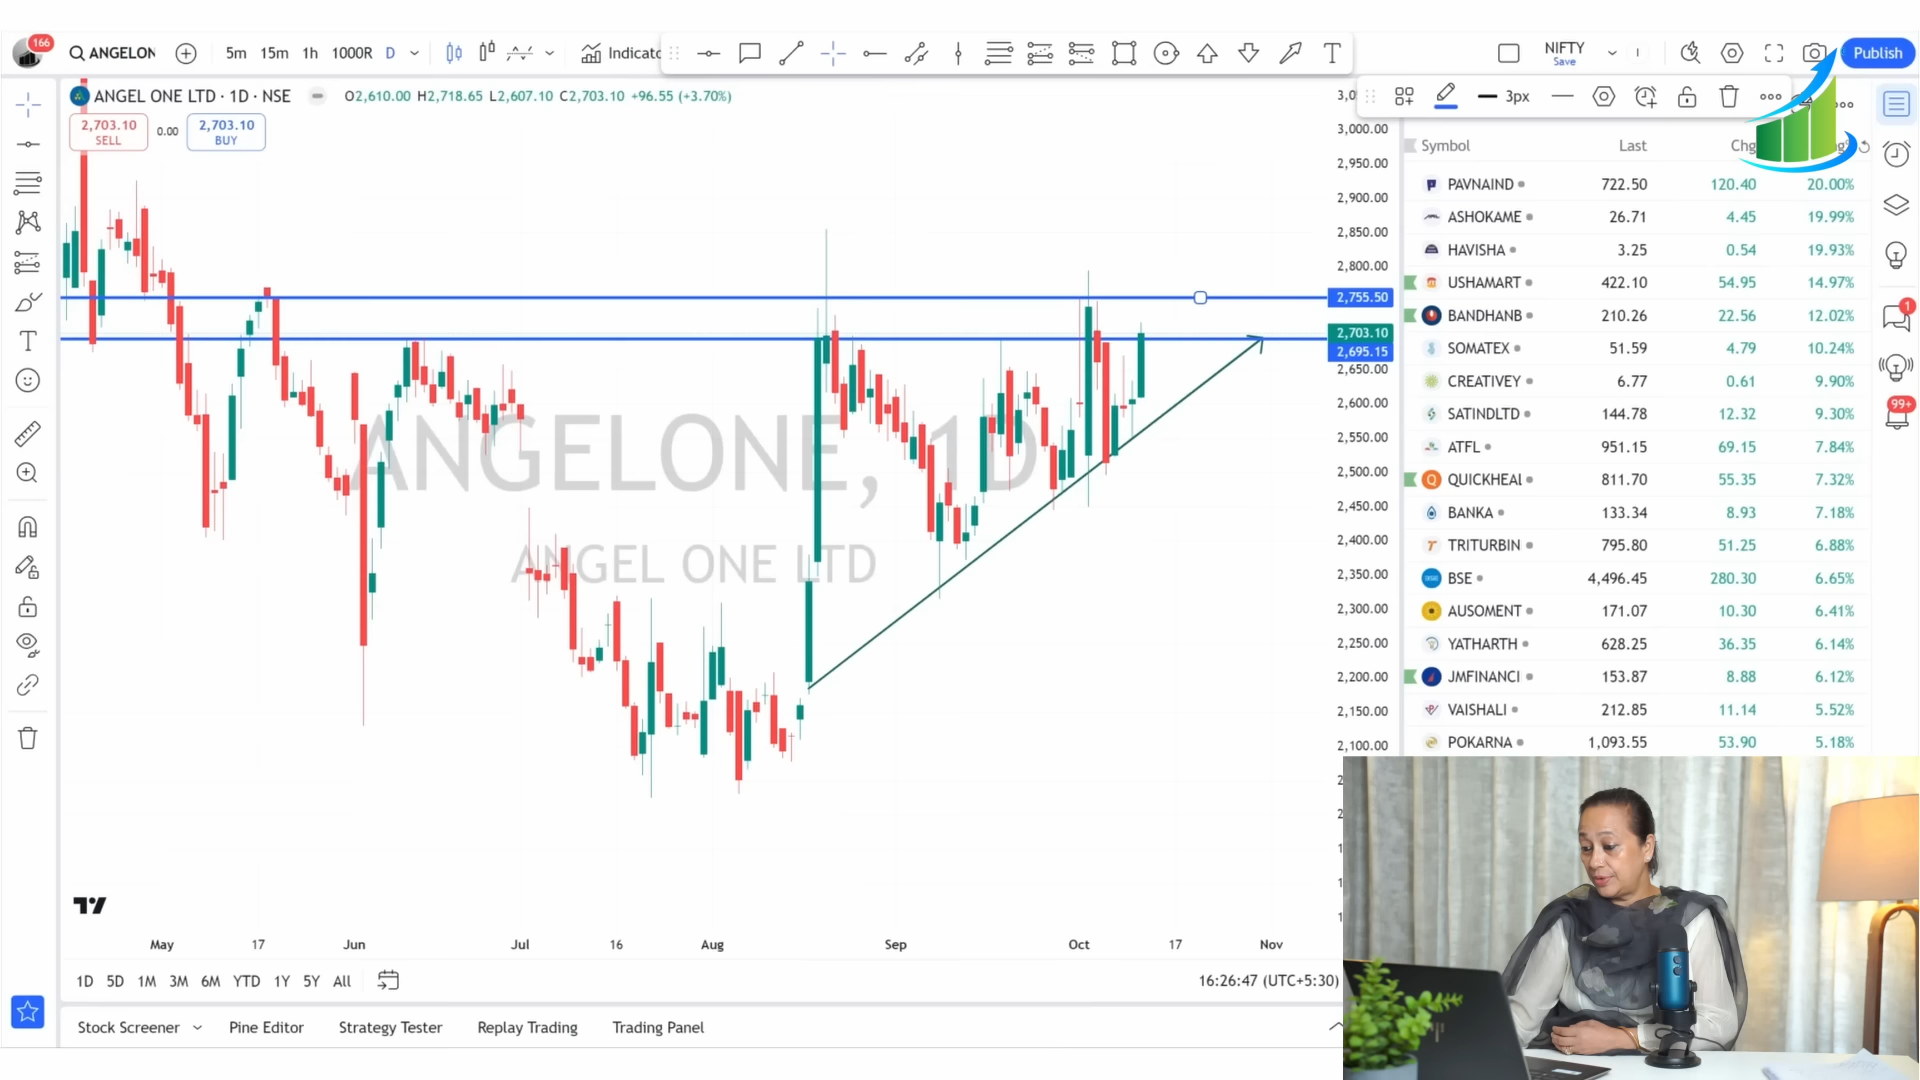 166
ANGELON
5m 15m 1h 1000R D
Indicato
T
NIFTY
Save
Publish
ANGEL ONE LTD · 1D · NSE
O2,610.00 H2,718.65 L2,607.10 C2,703.10 +96.55 (+3.70%)
2,703.10
SELL
0.00
2,703.10
BUY
3px
ANGELONE, 1D
ANGEL ONE LTD
3,000.00
2,950.00
2,900.00
2,850.00
2,800.00
2,755.50
2,703.10
2,695.15
2,650.00
2,600.00
2,550.00
2,500.00
2,450.00
2,400.00
2,350.00
2,300.00
2,250.00
2,200.00
2,150.00
2,100.00
Symbol Last Chg
PAVNAIND 722.50 120.40 20.00%
ASHOKAME 26.71 4.45 19.99%
HAVISHA 3.25 0.54 19.93%
USHAMART 422.10 54.95 14.97%
BANDHANB 210.26 22.56 12.02%
SOMATEX 51.59 4.79 10.24%
CREATIVEY 6.77 0.61 9.90%
SATINDLTD 144.78 12.32 9.30%
ATFL 951.15 69.15 7.84%
QUICKHEAL 811.70 55.35 7.32%
BANKA 133.34 8.93 7.18%
TRITURBIN 795.80 51.25 6.88%
BSE 4,496.45 280.30 6.65%
AUSOMENT 171.07 10.30 6.41%
YATHARTH 628.25 36.35 6.14%
JMFINANCI 153.87 8.88 6.12%
VAISHALI 212.85 11.14 5.52%
POKARNA 1,093.55 53.90 5.18%
1
99+
May 17 Jun Jul 16 Aug Sep Oct 17 Nov
1D 5D 1M 3M 6M YTD 1Y 5Y All
16:26:47 (UTC+5:30)
Stock Screener Pine Editor Strategy Tester Replay Trading Trading Panel